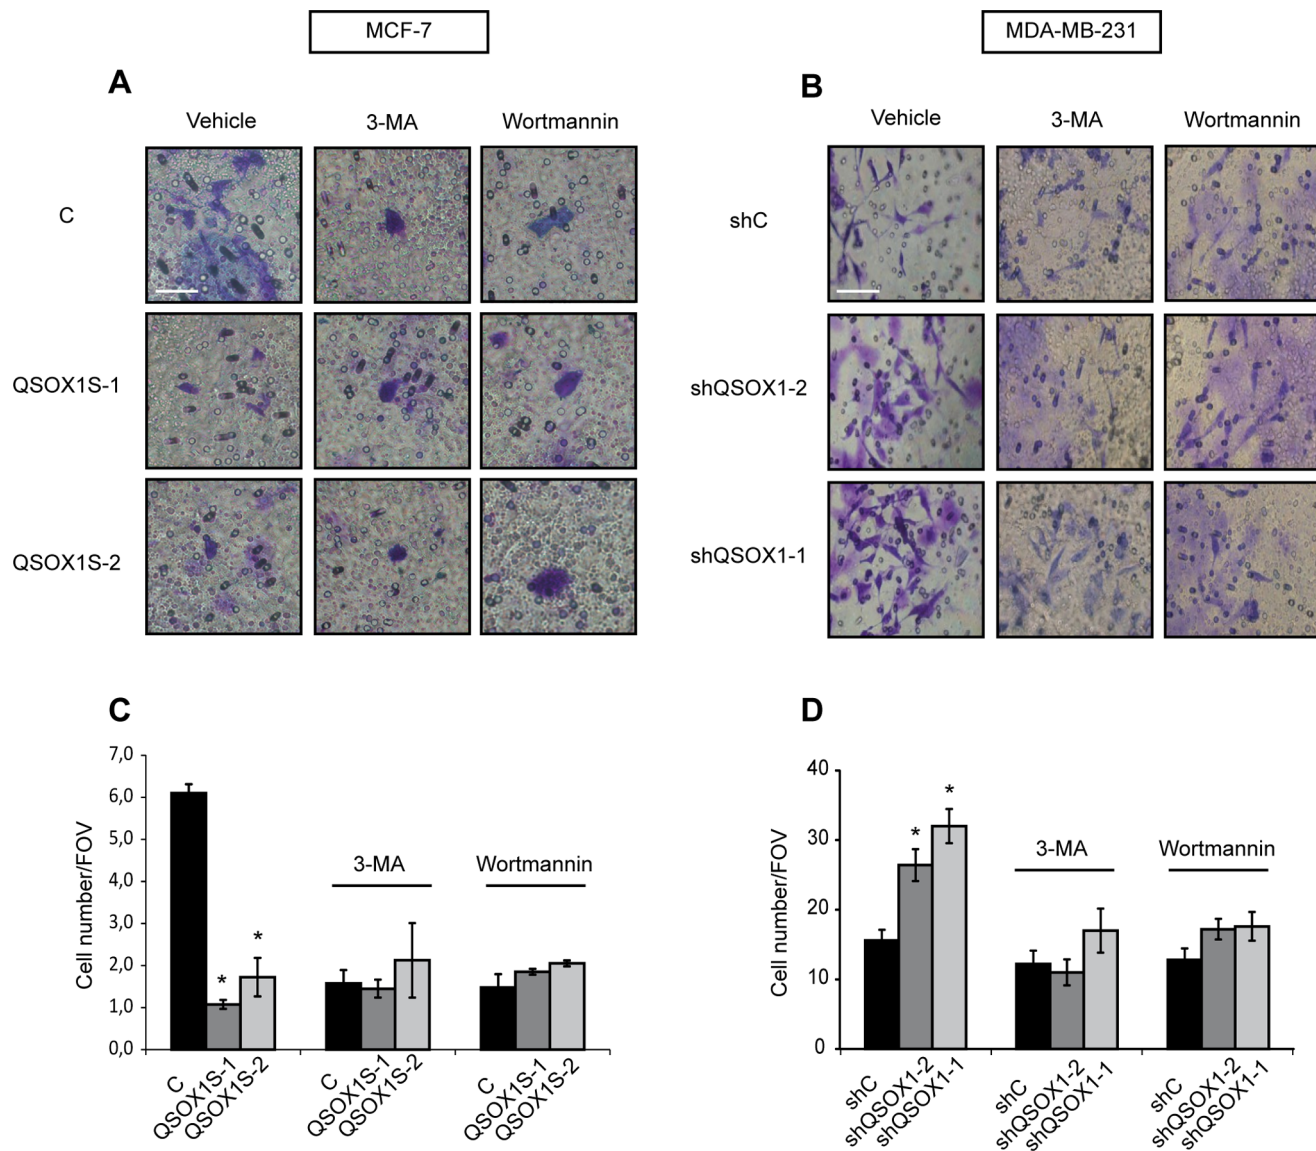 MCF-7
MDA-MB-231
A
B
Vehicle
3-MA
Wortmannin
Vehicle
3-MA
Wortmannin
C
shC
QSOX1S-1
shQSOX1-2
QSOX1S-2
shQSOX1-1
C
7,0
6,0
5,0
4,0
3,0
2,0
1,0
0,0
Cell number/FOV
*
*
3-MA
Wortmannin
C
QSOX1S-1
QSOX1S-2
C
QSOX1S-1
QSOX1S-2
C
QSOX1S-1
QSOX1S-2
D
40
30
20
10
0
Cell number/FOV
*
*
3-MA
Wortmannin
shC
shQSOX1-2
shQSOX1-1
shC
shQSOX1-2
shQSOX1-1
shC
shQSOX1-2
shQSOX1-1